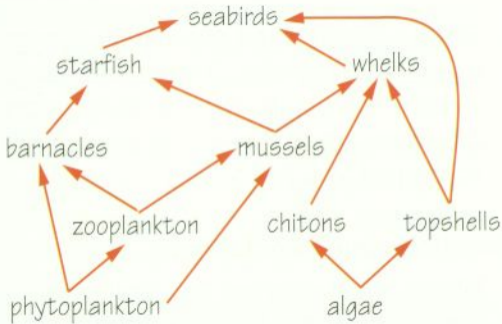 seabirds
starfish
whelks
barnacles
mussels
zooplankton
chitons
topshells
phytoplankton
algae